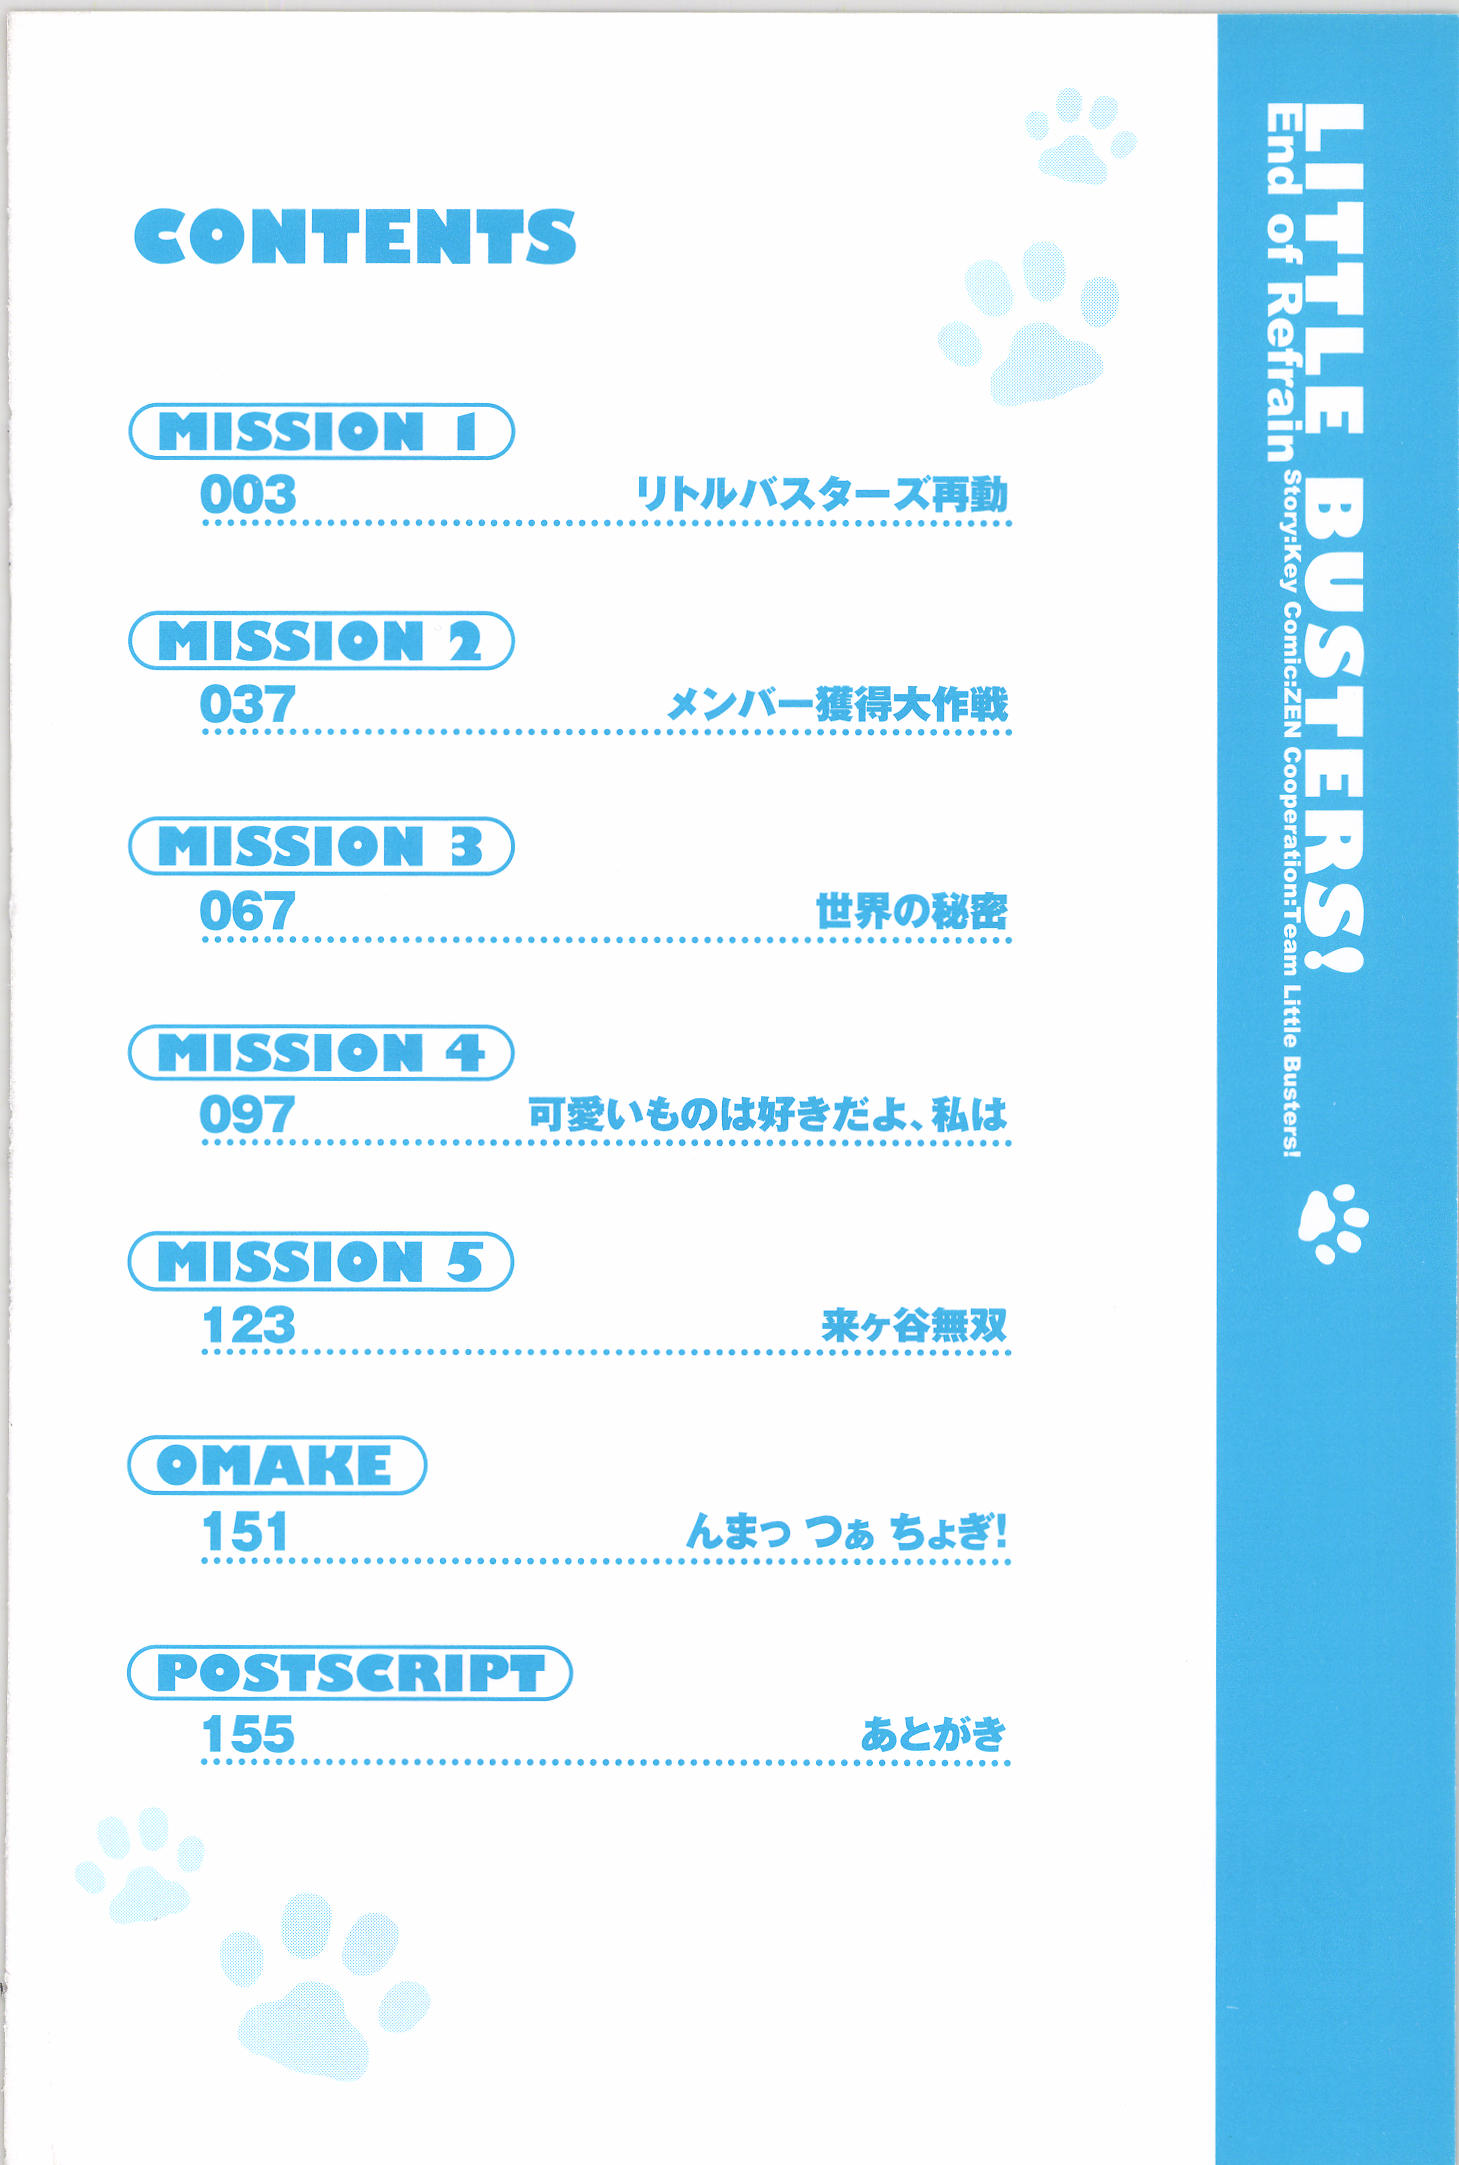 CONTENTS
MISSION 1
003 リトルバスターズ再動
MISSION 2
037 メンバー獲得大作戦
MISSION 3
067 世界の秘密
MISSION 4
097 可愛いものは好きだよ、私は
MISSION 5
123 来ヶ谷無双
OMAKE
151 んまっ つぁ ちょぎ!
POSTSCRIPT
155 あとがき
LITTLE BUSTERS!
End of Refrain
Story:Key Comic:ZEN Cooperation:Team Little Busters!